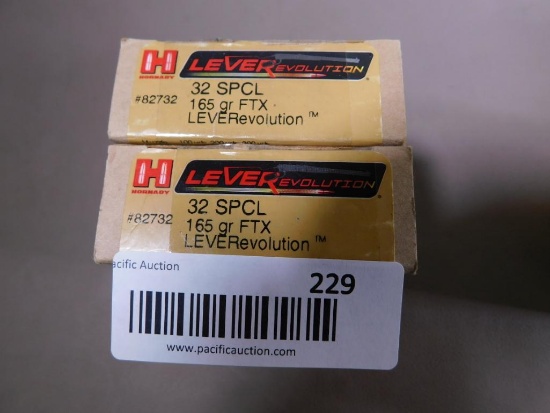 HORNADY
LEVEREVOLUTION
#82732
32 SPCL
165 gr FTX
LEVERevolution ™
HORNADY
LEVEREVOLUTION
#82732
32 SPCL
165 gr FTX
LEVERevolution ™
acific Auction
229
www.pacificauction.com